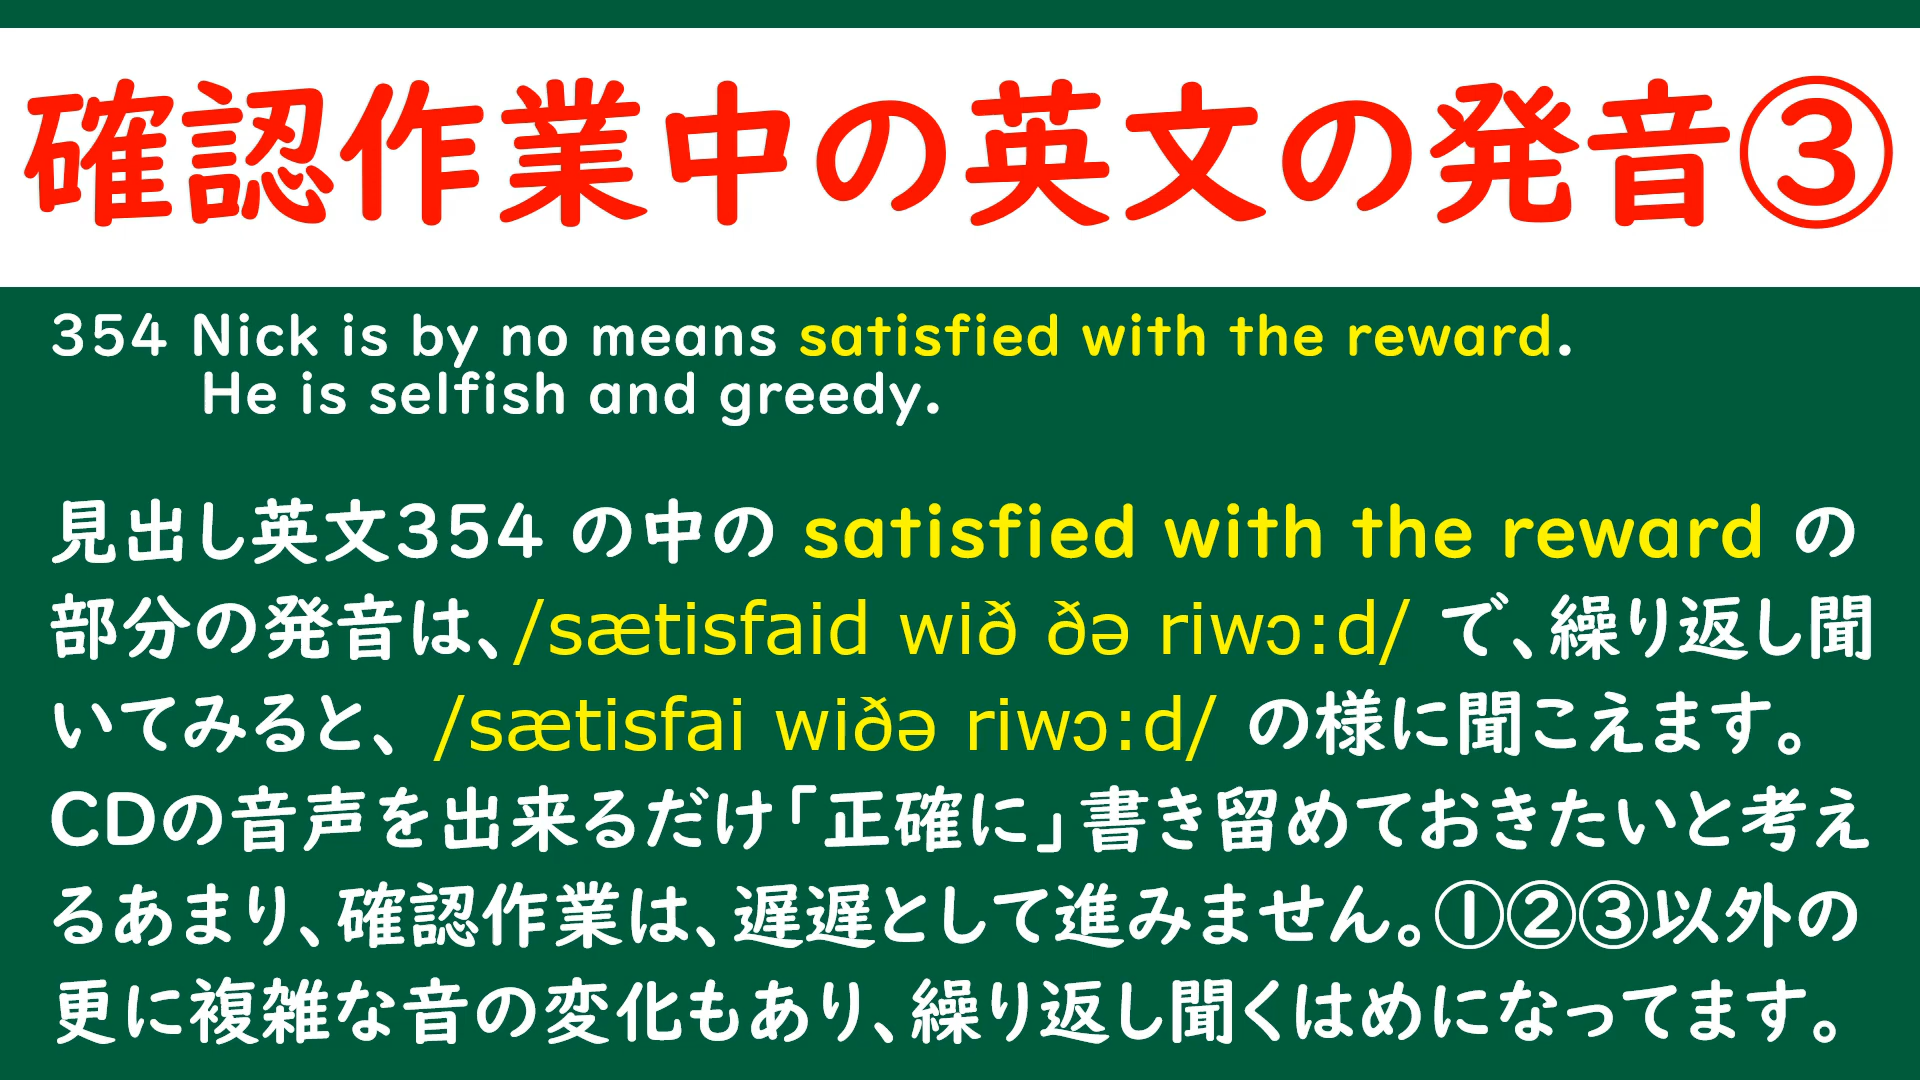 確認作業中の英文の発音③
354 Nick is by no means satisfied with the reward.
He is selfish and greedy.
見出し英文354 の中の satisfied with the reward の
部分の発音は、/sætisfaid wið ðə riwɔ:d/ で、繰り返し聞
いてみると、 /sætisfai wiðə riwɔ:d/ の様に聞こえます。
CDの音声を出来るだけ「正確に」書き留めておきたいと考え
るあまり、確認作業は、遅遅として進みません。①②③以外の
更に複雑な音の変化もあり、繰り返し聞くはめになってます。